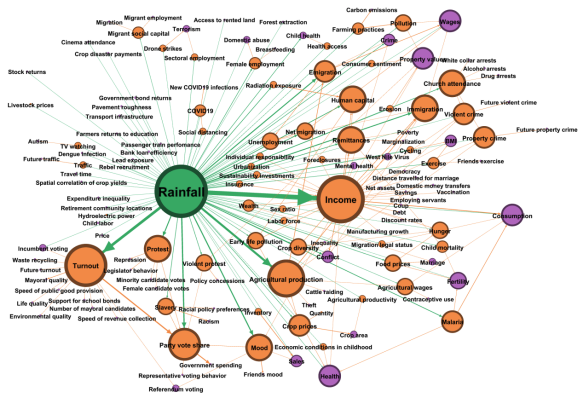 Carbon emissions
Migrant employment
Migration
Terrorism
Access to rented land
Forest extraction
Pollution
Wages
Migrant social capital
Child health
Farming practices
Cinema attendance
Drone strikes
Domestic abuse
Crime
Crop disaster payments
Breastfeeding
Health access
Property values
Sectoral employment
Female employment
Consumer sentiment
White collar arrests
Stock returns
Emigration
Alcohol arrests
Church attendance
Drug arrests
New COVID19 infections
Radiation exposure
Government bond returns
Human capital
Livestock prices
Pavement roughness
COVID19
Erosion
Immigration
Violent crime
Future violent crime
Transport infrastructure
Social distancing
Net migration
Remittances
Poverty
Property crime
Future property crime
Farmers returns to education
Unemployment
Marginalizing
BMI
Autism
TV watching
Passenger train perfomance
Cycling
Dengue infection
Bank loan efficiency
Individual responsibility
Foreclosures
West Nile Virus
Exercise
Friends exercise
Future traffic
Traffic
Lead exposure
Urbanization
Mental health
Democracy
Travel time
Rebel recruitment
Sustainability investments
Distance travelled for marriage
Spatial correlation of crop yields
Insurance
Net assets
Domestic money transfers
Rainfall
Income
Savings
Vaccination
Expenditure Inequality
Wealth
Employing servants
Retirement community locations
Sex ratio
Coup
Debt
Consumption
Hydroelectric power
Labor force
Discount rates
Childlabor
Price
Manufacturing growth
Hunger
Incumbent voting
Protest
Early life pollution
Inequality
Migration legal status
Child mortality
Crop diversity
Waste recycling
Repression
Violent protest
Conflict
Food prices
Marriage
Future turnout
Turnout
Legislator behavior
Mayoral quality
Policy concessions
Agricultural production
Fertility
Speed of public good provision
Minority candidate votes
Agricultural wages
Female candidate votes
Cattle raiding
Life quality
Support for school bonds
Slavery
Racial policy preferences
Theft
Agricultural productivity
Contraceptive use
Number of mayoral candidates
Inventory
Quantity
Environmental quality
Speed of revenue collection
Racism
Crop prices
Malaria
Crop area
Party vote share
Mood
Economic conditions in childhood
Sales
Government spending
Friends mood
Health
Representative voting behavior
Referendum voting